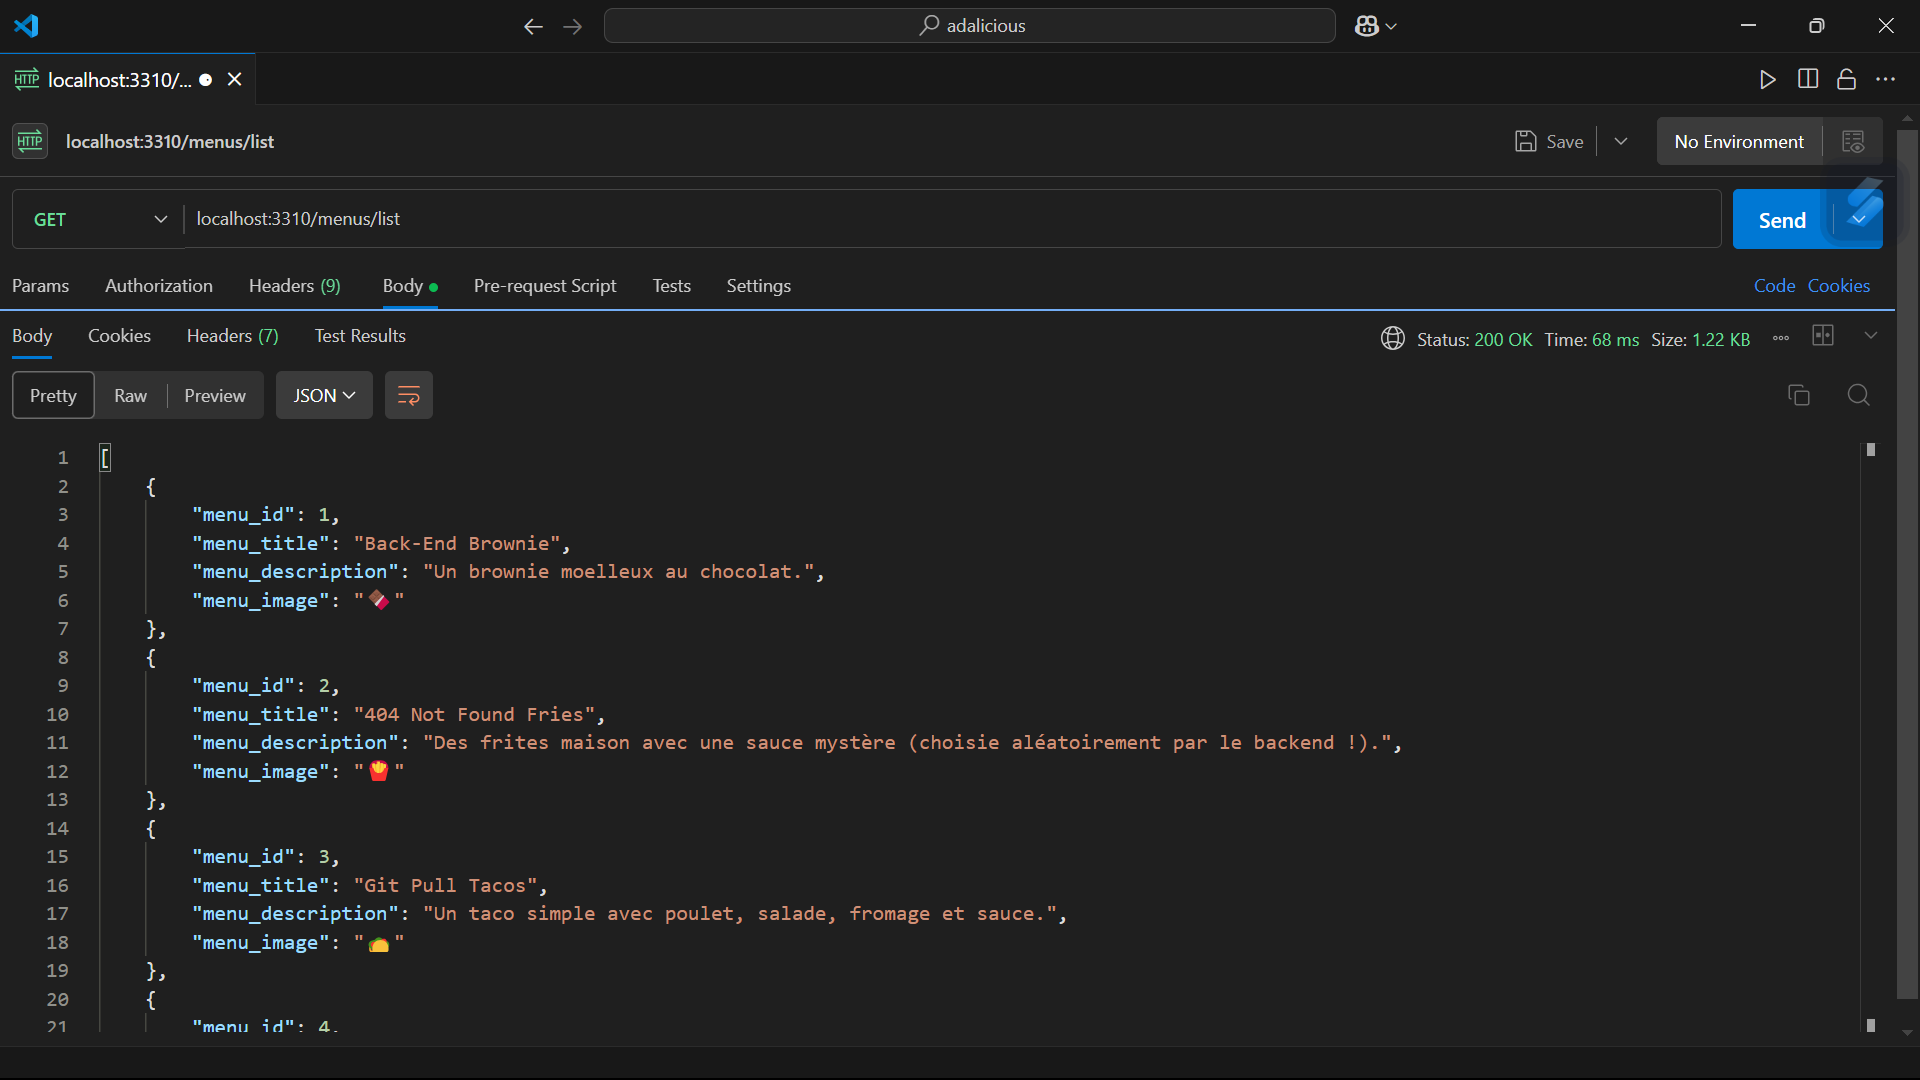 adalicious
HTTP localhost:3310/...
HTTP localhost:3310/menus/list
Save
No Environment
GET localhost:3310/menus/list
Send
Params Authorization Headers (9) Body Pre-request Script Tests Settings
Code Cookies
Body Cookies Headers (7) Test Results
Status: 200 OK Time: 68 ms Size: 1.22 KB
Pretty Raw Preview JSON
1 [
2 {
3 "menu_id": 1,
4 "menu_title": "Back-End Brownie",
5 "menu_description": "Un brownie moelleux au chocolat.",
6 "menu_image": "🍫"
7 },
8 {
9 "menu_id": 2,
10 "menu_title": "404 Not Found Fries",
11 "menu_description": "Des frites maison avec une sauce mystère (choisie aléatoirement par le backend !).",
12 "menu_image": "🍟"
13 },
14 {
15 "menu_id": 3,
16 "menu_title": "Git Pull Tacos",
17 "menu_description": "Un taco simple avec poulet, salade, fromage et sauce.",
18 "menu_image": "🌮"
19 },
20 {
21 "menu_id": 4,